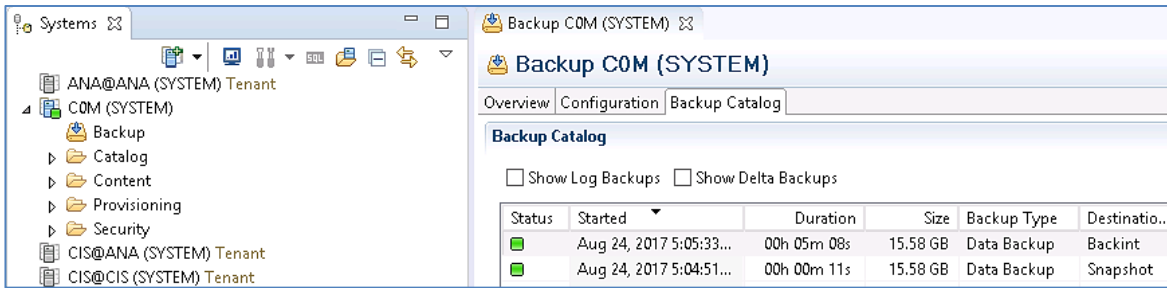 Systems
ANA@ANA (SYSTEM) Tenant
C0M (SYSTEM)
Backup
Catalog
Content
Provisioning
Security
CIS@ANA (SYSTEM) Tenant
CIS@CIS (SYSTEM) Tenant
Backup C0M (SYSTEM)
Backup C0M (SYSTEM)
Overview Configuration Backup Catalog
Backup Catalog
Show Log Backups Show Delta Backups
Status Started Duration Size Backup Type Destinatio...
Aug 24, 2017 5:05:33... 00h 05m 08s 15.58 GB Data Backup Backint
Aug 24, 2017 5:04:51... 00h 00m 11s 15.58 GB Data Backup Snapshot